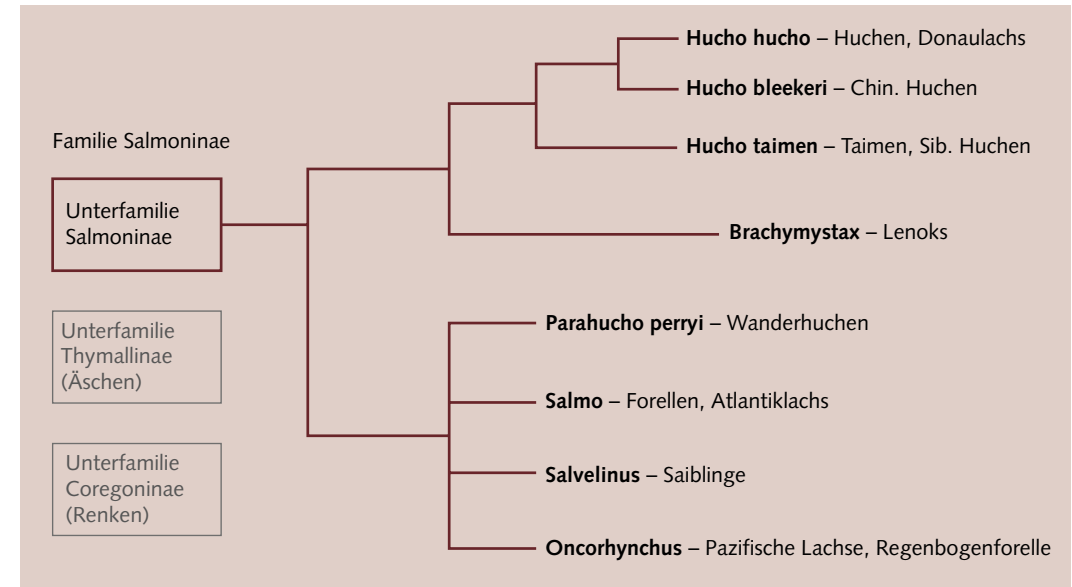 Familie Salmoninae
Unterfamilie
Salmoninae
Unterfamilie
Thymallinae
(Äschen)
Unterfamilie
Coregoninae
(Renken)
Hucho hucho – Huchen, Donaulachs
Hucho bleekeri – Chin. Huchen
Hucho taimen – Taimen, Sib. Huchen
Brachymystax – Lenoks
Parahucho perryi – Wanderhuchen
Salmo – Forellen, Atlantiklachs
Salvelinus – Saiblinge
Oncorhynchus – Pazifische Lachse, Regenbogenforelle